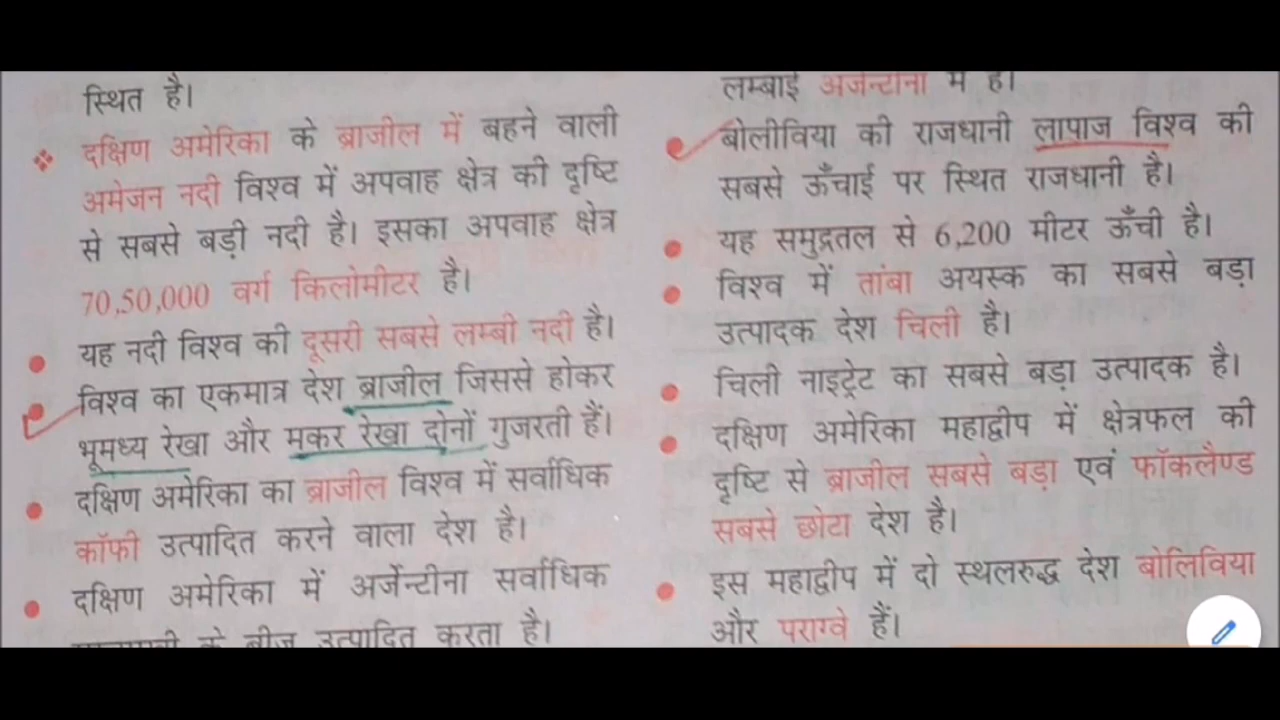 स्थित है।
दक्षिण अमेरिका के ब्राजील में बहने वाली
अमेजन नदी विश्व में अपवाह क्षेत्र की दृष्टि
से सबसे बड़ी नदी है। इसका अपवाह क्षेत्र
70,50,000 वर्ग किलोमीटर है।
यह नदी विश्व की दूसरी सबसे लम्बी नदी है।
विश्व का एकमात्र देश ब्राजील जिससे होकर
भूमध्य रेखा और मकर रेखा दोनों गुजरती हैं।
दक्षिण अमेरिका का ब्राजील विश्व में सर्वाधिक
कॉफी उत्पादित करने वाला देश है।
दक्षिण अमेरिका में अर्जेन्टीना सर्वाधिक
के बीज उत्पादित करता है।
लम्बाई अर्जेन्टीना में है।
बोलीविया की राजधानी लापाज विश्व की
सबसे ऊँचाई पर स्थित राजधानी है।
यह समुद्रतल से 6,200 मीटर ऊँची है।
विश्व में तांबा अयस्क का सबसे बड़ा
उत्पादक देश चिली है।
चिली नाइट्रेट का सबसे बड़ा उत्पादक है।
दक्षिण अमेरिका महाद्वीप में क्षेत्रफल की
दृष्टि से ब्राजील सबसे बड़ा एवं फॉकलैण्ड
सबसे छोटा देश है।
इस महाद्वीप में दो स्थलरुद्ध देश बोलिविया
और पराग्वे हैं।